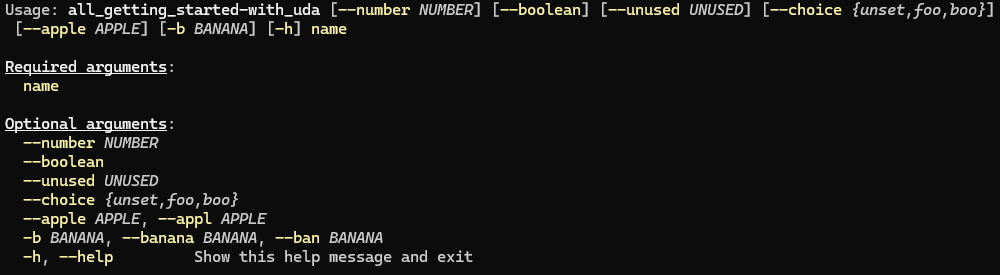 Usage: all_getting_started-with_uda [--number NUMBER] [--boolean] [--unused UNUSED] [--choice {unset,foo,boo}]
[--apple APPLE] [-b BANANA] [-h] name
Required arguments:
name
Optional arguments:
--number NUMBER
--boolean
--unused UNUSED
--choice {unset,foo,boo}
--apple APPLE, --appl APPLE
-b BANANA, --banana BANANA, --ban BANANA
-h, --help Show this help message and exit